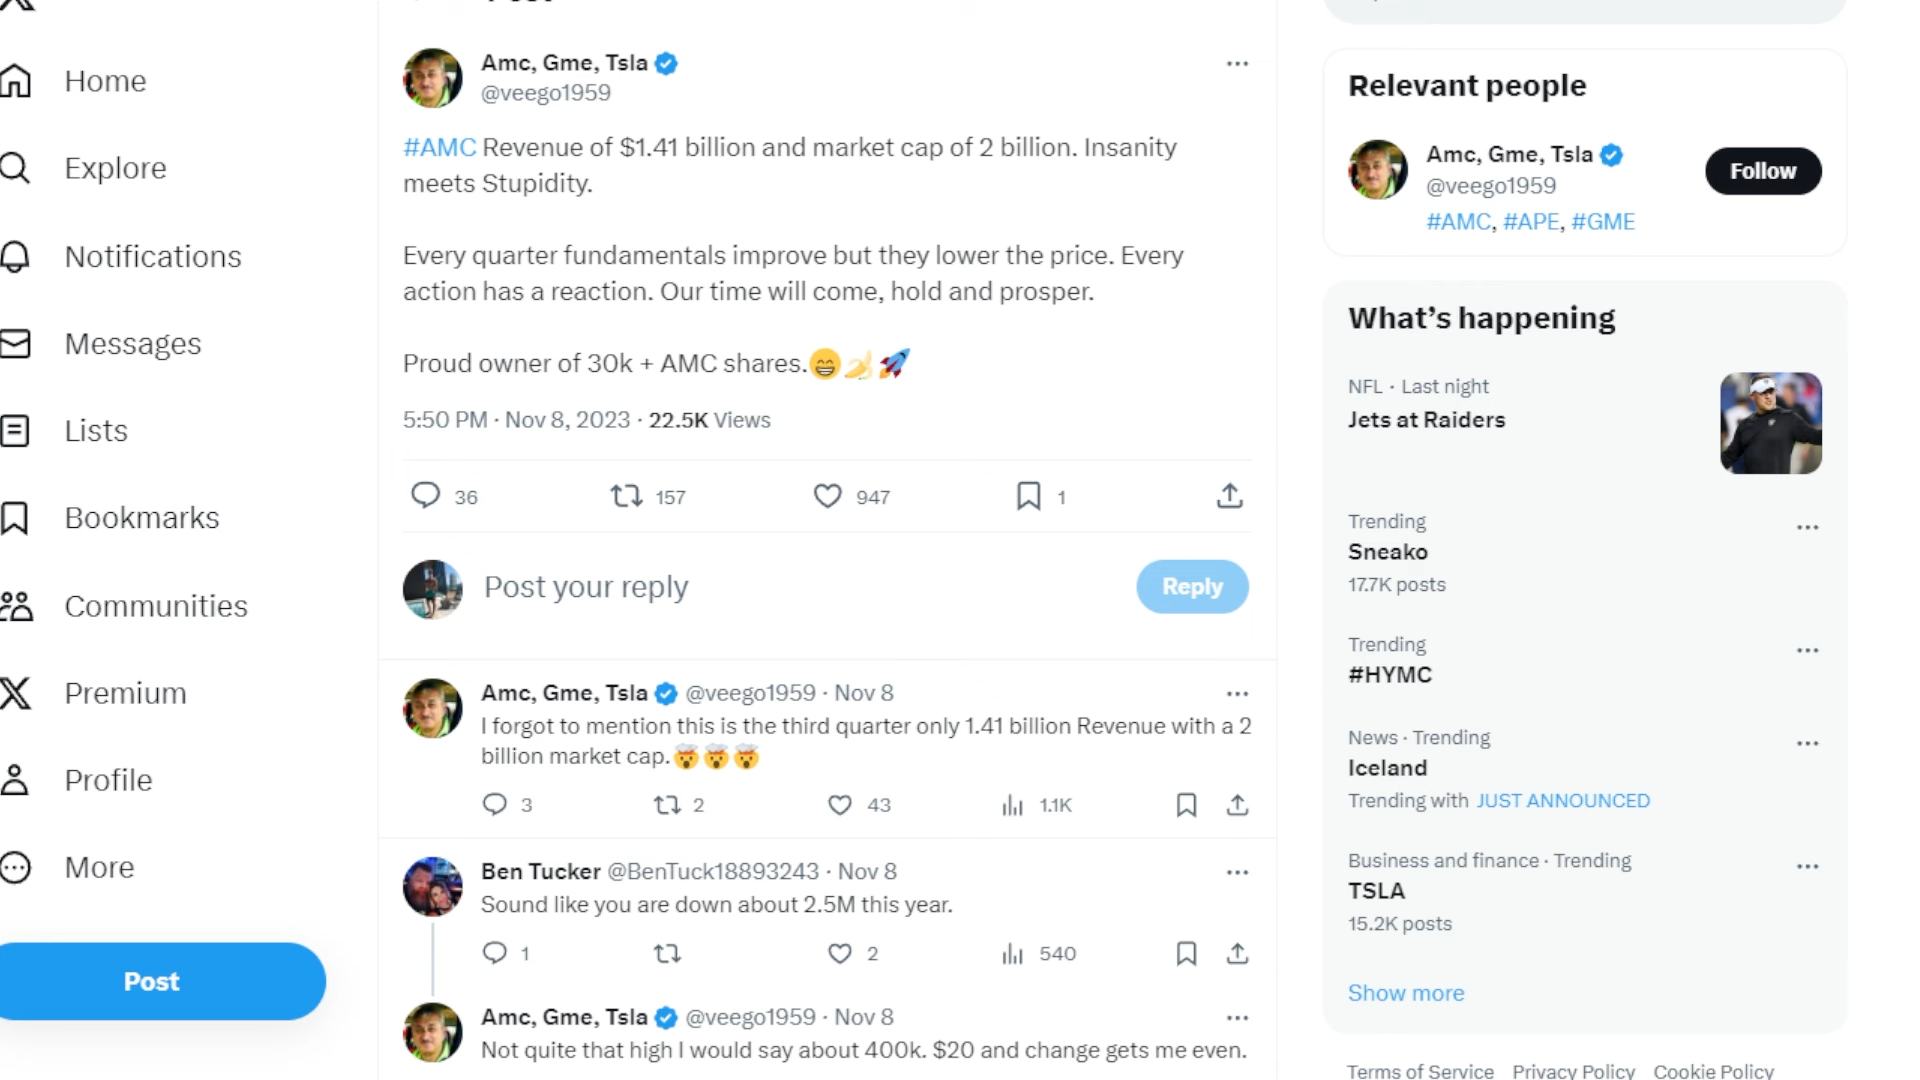 Home
Explore
Notifications
Messages
Lists
Bookmarks
Communities
Premium
Profile
More
Post
Amc, Gme, Tsla
@veego1959
#AMC Revenue of $1.41 billion and market cap of 2 billion. Insanity
meets Stupidity.
Every quarter fundamentals improve but they lower the price. Every
action has a reaction. Our time will come, hold and prosper.
Proud owner of 30k + AMC shares.😁🍌🚀
5:50 PM · Nov 8, 2023 · 22.5K Views
36 157 947 1
Post your reply
Reply
Amc, Gme, Tsla @veego1959 · Nov 8
I forgot to mention this is the third quarter only 1.41 billion Revenue with a 2
billion market cap.🤯🤯🤯
3 2 43 1.1K
Ben Tucker @BenTuck18893243 · Nov 8
Sound like you are down about 2.5M this year.
1 2 540
Amc, Gme, Tsla @veego1959 · Nov 8
Not quite that high I would say about 400k. $20 and change gets me even.
Relevant people
Amc, Gme, Tsla
@veego1959
Follow
#AMC, #APE, #GME
What's happening
NFL · Last night
Jets at Raiders
Trending
Sneako
17.7K posts
Trending
#HYMC
News · Trending
Iceland
Trending with JUST ANNOUNCED
Business and finance · Trending
TSLA
15.2K posts
Show more
Terms of Service Privacy Policy Cookie Policy